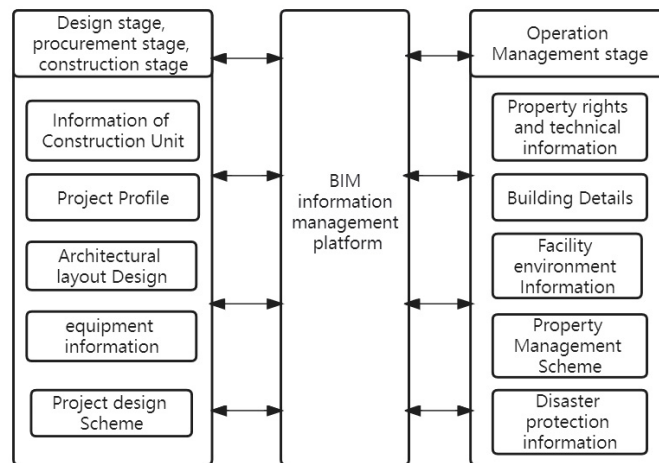 Design stage,
procurement stage,
construction stage
Information of
Construction Unit
Project Profile
Architectural
layout Design
equipment
information
Project design
Scheme
BIM
information
management
platform
Operation
Management stage
Property rights
and technical
information
Building Details
Facility
environment
Information
Property
Management
Scheme
Disaster
protection
information